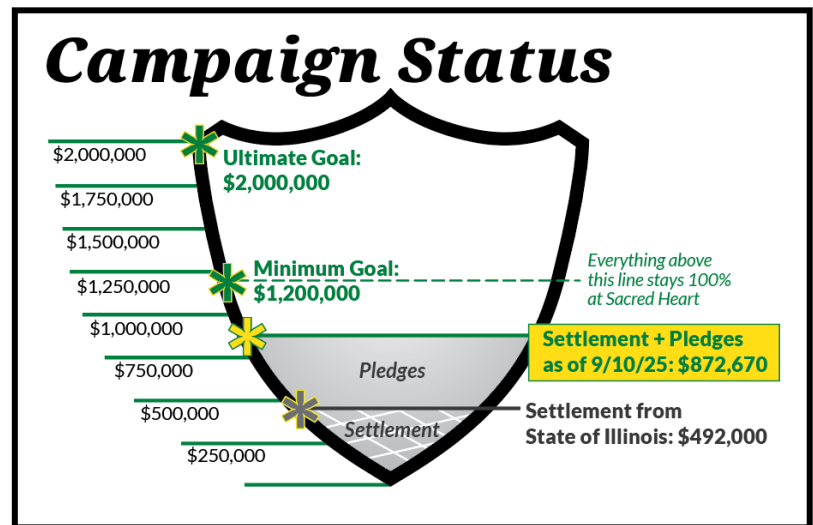 Campaign Status
$2,000,000
Ultimate Goal:
$2,000,000
$1,750,000
$1,500,000
Minimum Goal:
$1,200,000
Everything above
this line stays 100%
at Sacred Heart
$1,250,000
$1,000,000
Settlement + Pledges
as of 9/10/25: $872,670
$750,000
Pledges
$500,000
Settlement
Settlement from
State of Illinois: $492,000
$250,000